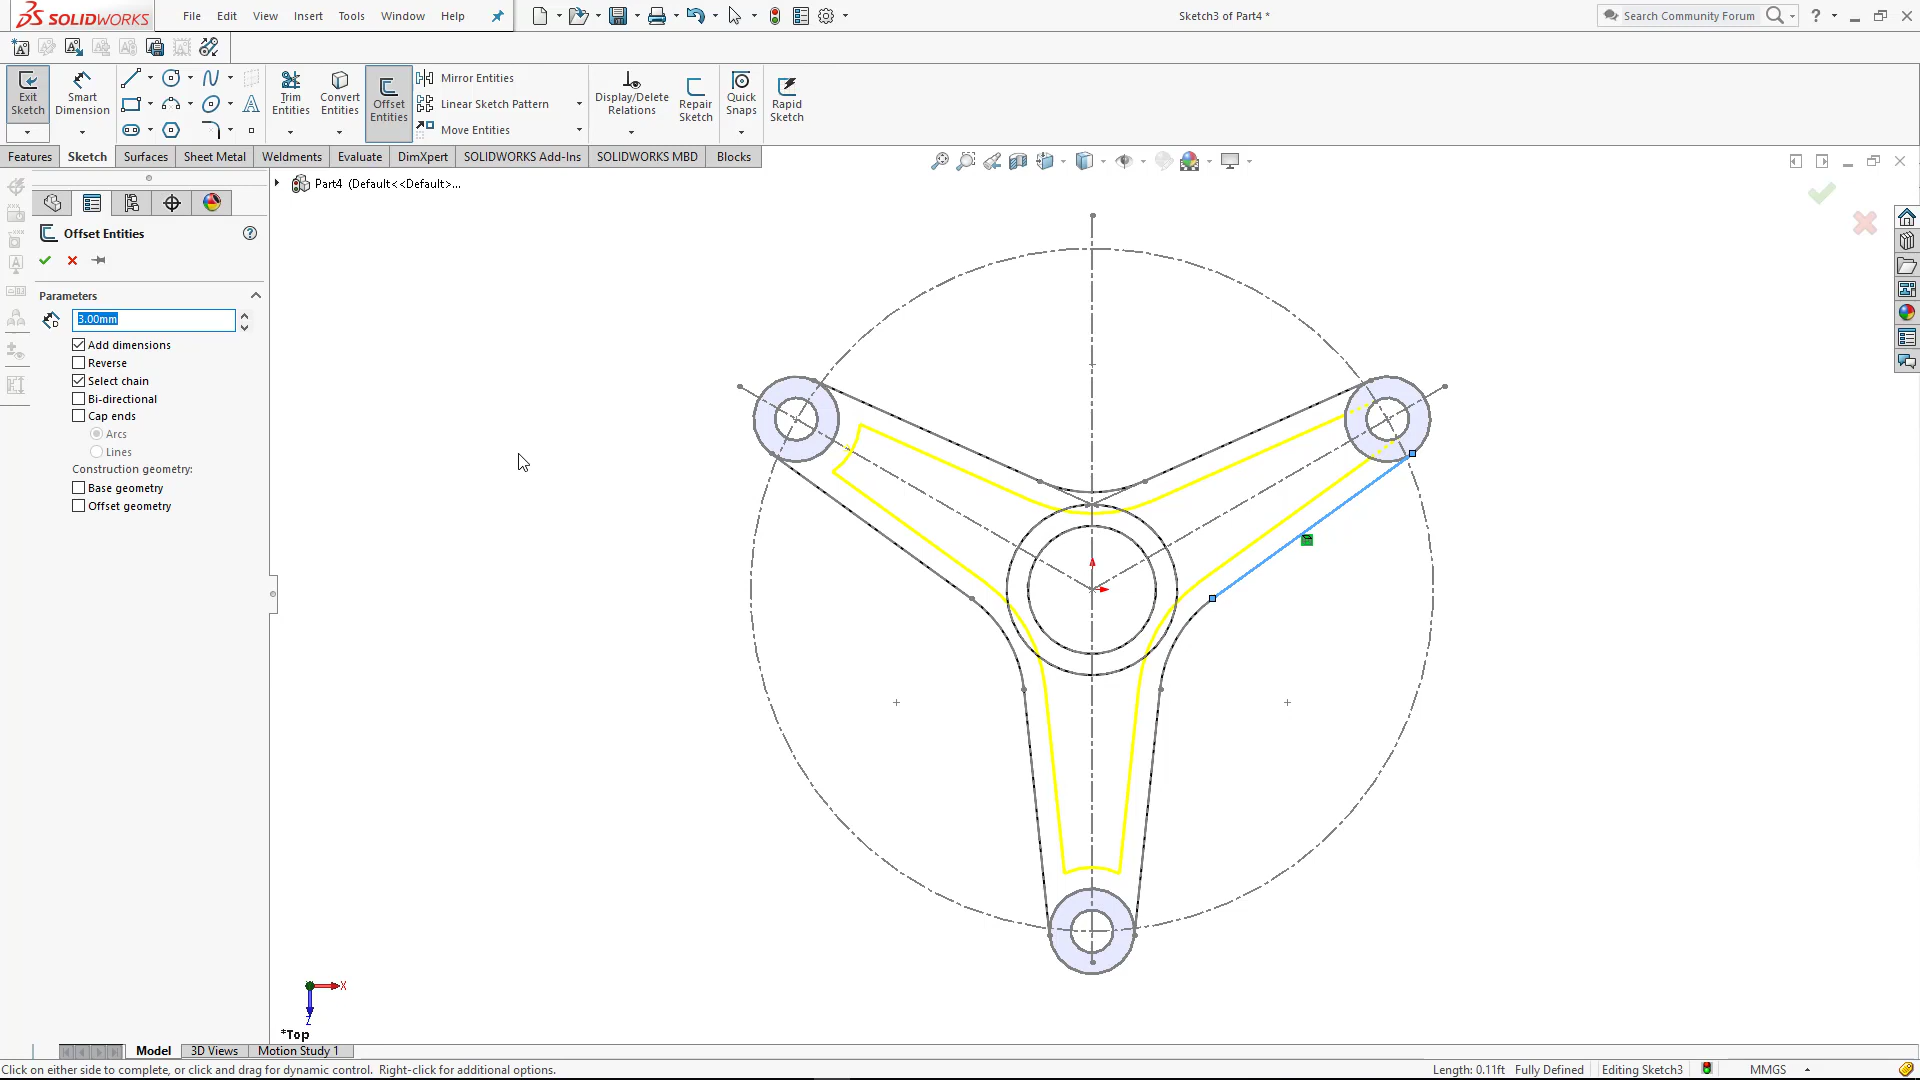 SOLIDWORKS File Edit View Insert Tools Window Help Sketch3 of Part4 * Search Community Forum
Exit Sketch
Smart Dimension
Trim Entities
Convert Entities
Offset Entities
Mirror Entities
Linear Sketch Pattern
Move Entities
Display/Delete Relations
Repair Sketch
Quick Snaps
Rapid Sketch
Features Sketch Surfaces Sheet Metal Weldments Evaluate DimXpert SOLIDWORKS Add-Ins SOLIDWORKS MBD Blocks
Part4 (Default<<Default>...
Offset Entities
Parameters
3.00mm
Add dimensions
Reverse
Select chain
Bi-directional
Cap ends
Arcs
Lines
Construction geometry:
Base geometry
Offset geometry
X
Z
*Top
Model 3D Views Motion Study 1
Click on either side to complete, or click and drag for dynamic control. Right-click for additional options. Length: 0.11ft Fully Defined Editing Sketch3 MMGS